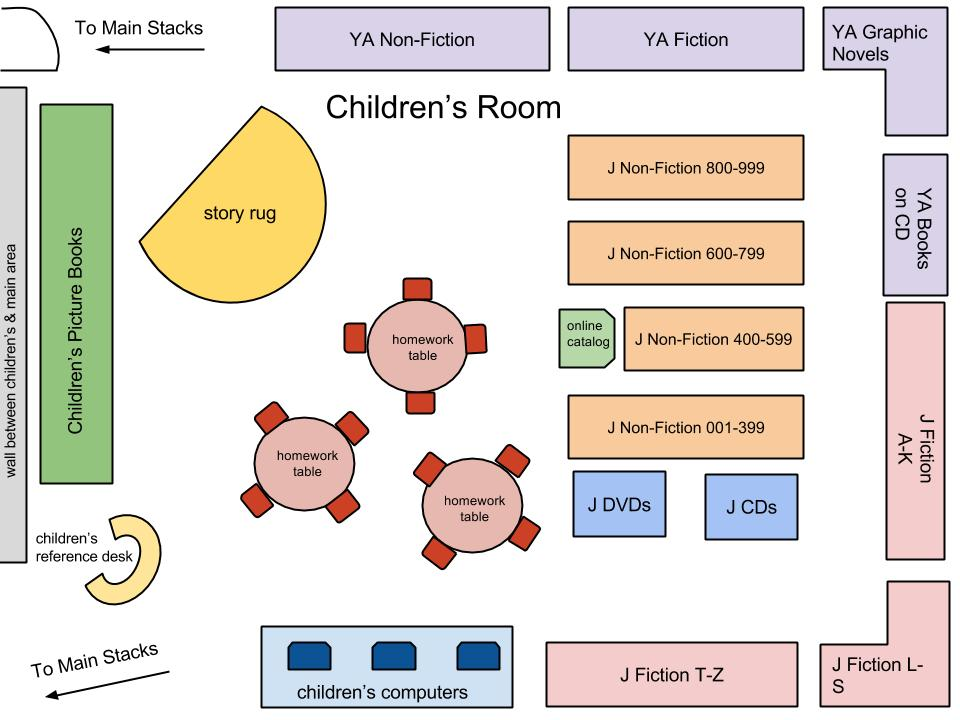 To Main Stacks
YA Non-Fiction
YA Fiction
YA Graphic
Novels
Children's Room
J Non-Fiction 800-999
YA Books
on CD
story rug
J Non-Fiction 600-799
wall between children's & main area
Childlren's Picture Books
homework
table
online
catalog
J Non-Fiction 400-599
J Non-Fiction 001-399
J Fiction
A-K
homework
table
homework
table
J DVDs
J CDs
children's
reference desk
To Main Stacks
children's computers
J Fiction T-Z
J Fiction L-
S